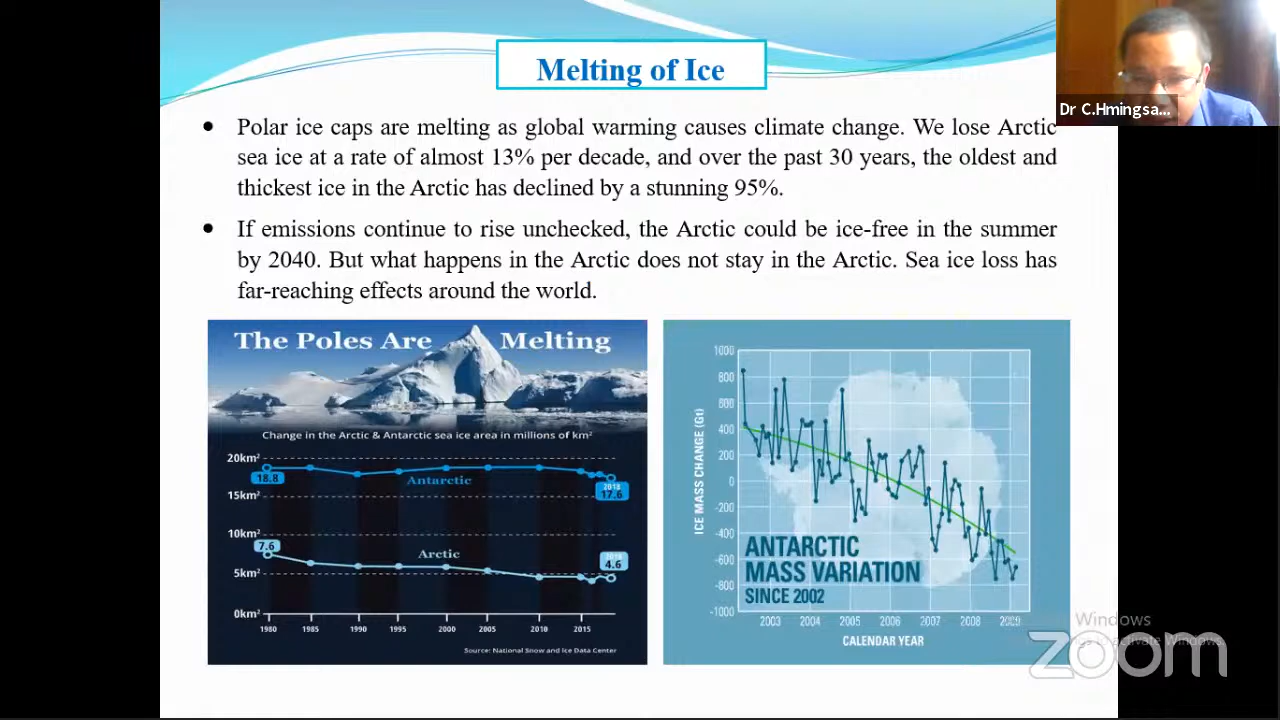 Melting of Ice
Dr C.Hmingsa...
• Polar ice caps are melting as global warming causes climate change. We lose Arctic
sea ice at a rate of almost 13% per decade, and over the past 30 years, the oldest and
thickest ice in the Arctic has declined by a stunning 95%.
• If emissions continue to rise unchecked, the Arctic could be ice-free in the summer
by 2040. But what happens in the Arctic does not stay in the Arctic. Sea ice loss has
far-reaching effects around the world.
The Poles Are Melting
Change in the Arctic & Antarctic sea ice area in millions of km²
20km²
18.8
Antarctic
2018
17.6
15km²
10km²
7.6
Arctic
2018
4.6
5km²
0km²
1980 1985 1990 1995 2000 2005 2010 2015
Source: National Snow and Ice Data Center
ICE MASS CHANGE (Gt)
1000
800
600
400
200
0
-200
-400
-600
-800
-1000
ANTARCTIC
MASS VARIATION
SINCE 2002
2003 2004 2005 2006 2007 2008 2009
CALENDAR YEAR
Windows
activate Windows.
zoom